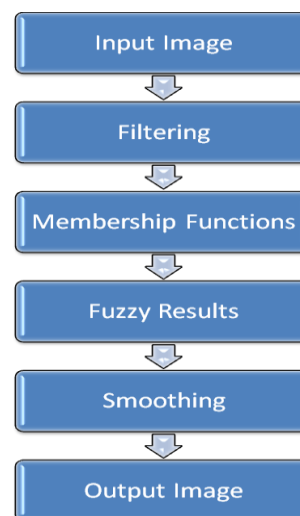 Input Image
Filtering
Membership Functions
Fuzzy Results
Smoothing
Output Image